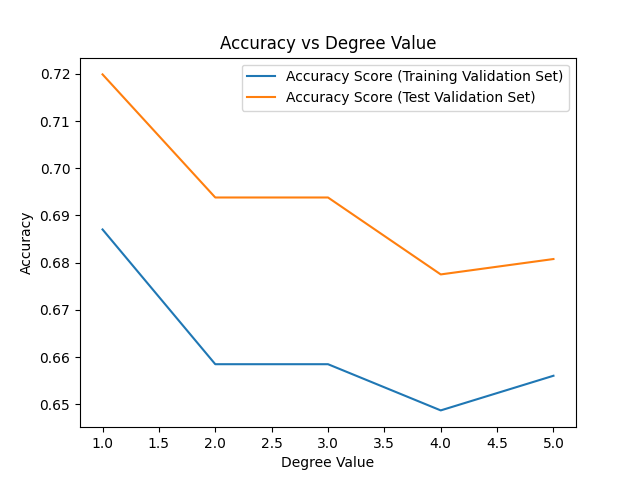 Accuracy vs Degree Value
Accuracy Score (Training Validation Set)
Accuracy Score (Test Validation Set)
0.72
0.71
0.70
0.69
0.68
0.67
0.66
0.65
Accuracy
1.0 1.5 2.0 2.5 3.0 3.5 4.0 4.5 5.0
Degree Value